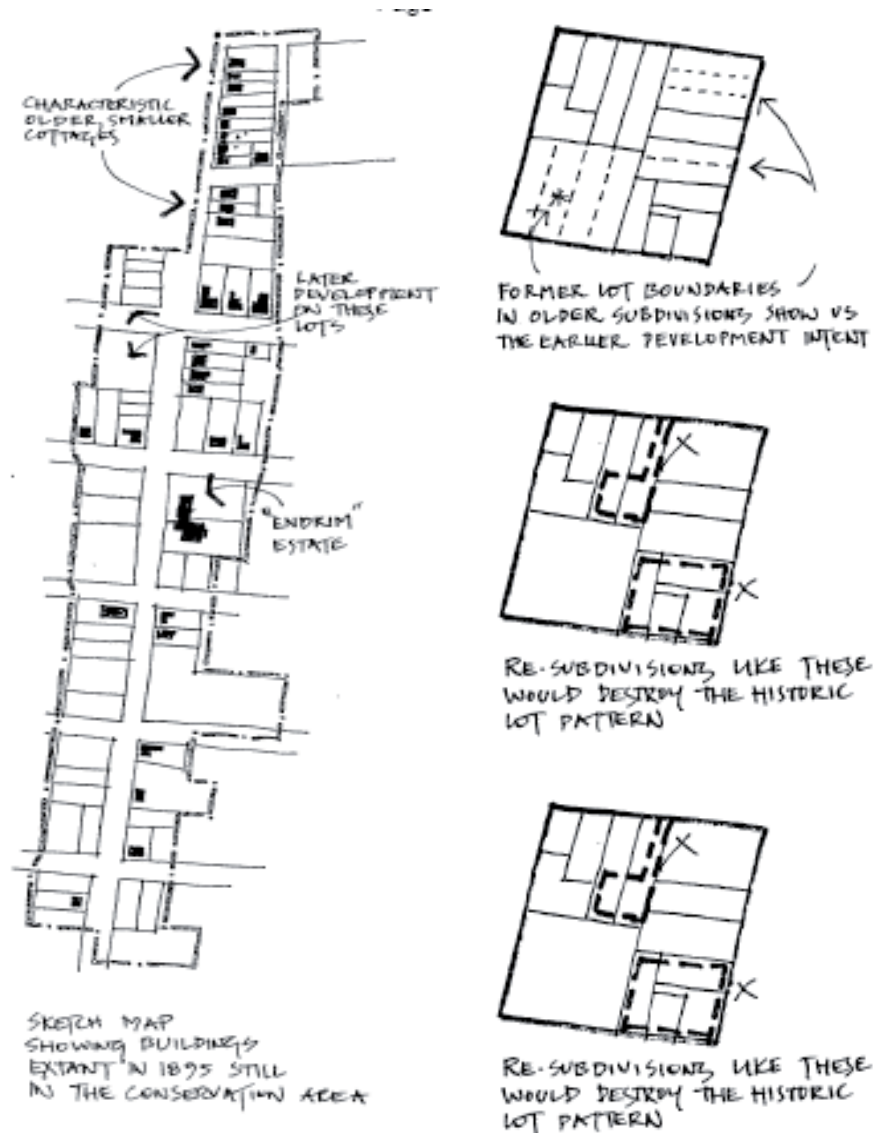 CHARACTERISTIC
OLDER, SMALLER
COTTAGES
LATER
DEVELOPMENT
ON THESE
LOTS
"ENDRIM"
ESTATE
SKETCH MAP
SHOWING BUILDINGS
EXTANT IN 1895 STILL
IN THE CONSERVATION AREA
FORMER LOT BOUNDARIES
IN OLDER SUBDIVISIONS SHOW US
THE EARLIER DEVELOPMENT INTENT
RE-SUBDIVISIONS LIKE THESE
WOULD DESTROY THE HISTORIC
LOT PATTERN
RE-SUBDIVISIONS LIKE THESE
WOULD DESTROY THE HISTORIC
LOT PATTERN